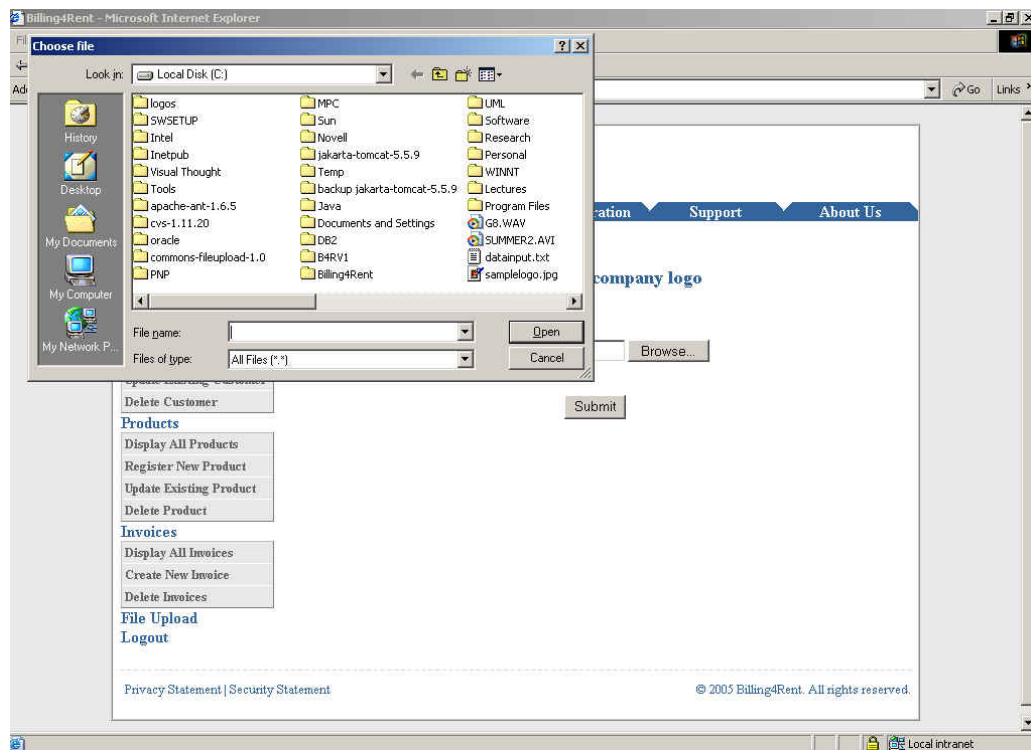 Billing4Rent - Microsoft Internet Explorer
Choose file
Look in: Local Disk (C:)
Go Links
History
Desktop
My Documents
My Computer
My Network P...
logos
SWSETUP
Intel
Inetpub
Visual Thought
Tools
apache-ant-1.6.5
cvs-1.11.20
oracle
commons-fileupload-1.0
PNP
MPC
Sun
Novell
jakarta-tomcat-5.5.9
Temp
backup jakarta-tomcat-5.5.9
Java
Documents and Settings
DB2
B4RV1
Billing4Rent
UML
Software
Research
Personal
WINNT
Lectures
Program Files
G8.WAV
SUMMER2.AVI
datainput.txt
samplelogo.jpg
File name: Open
Files of type: All Files (*.*) Cancel
ration Support About Us
company logo
Browse...
Submit
Update Existing Customer
Delete Customer
Products
Display All Products
Register New Product
Update Existing Product
Delete Product
Invoices
Display All Invoices
Create New Invoice
Delete Invoices
File Upload
Logout
Privacy Statement | Security Statement © 2005 Billing4Rent. All rights reserved.
Local intranet